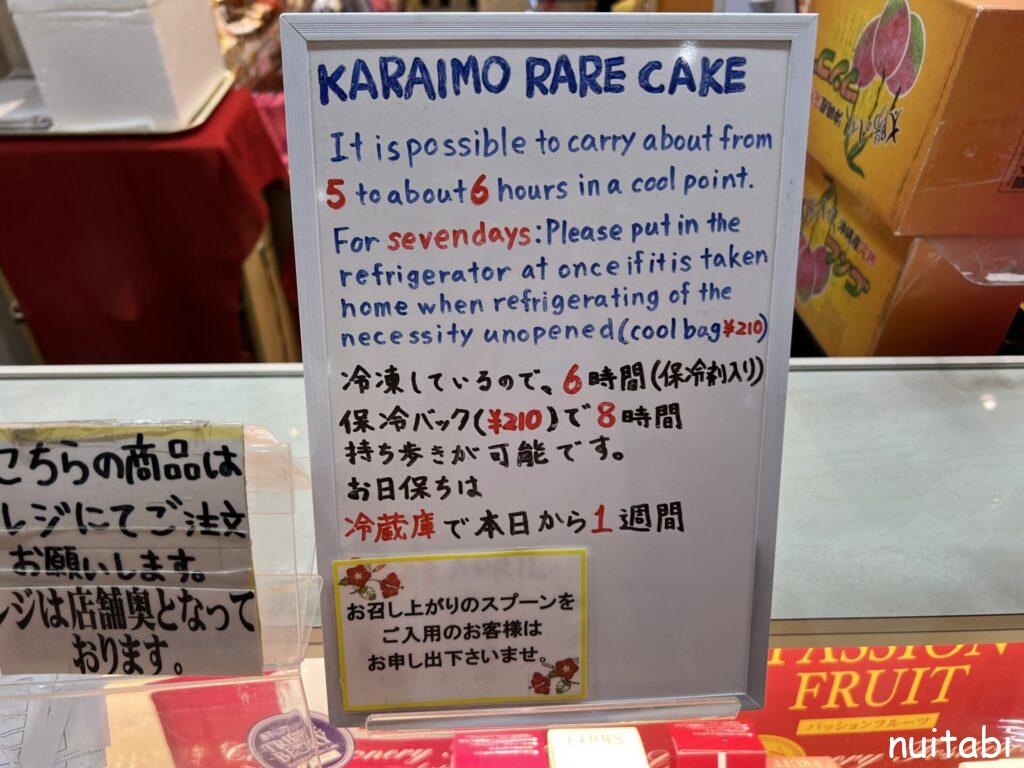 KARAIMO RARE CAKE
It is possible to carry about from
5 to about 6 hours in a cool point.
For sevendays: Please put in the
refrigerator at once if it is taken
home when refrigerating of the
necessity unopened (cool bag ¥210)
冷凍しているので、6時間(保冷剤入り)
保冷バック(¥210)で8時間
持ち歩きが可能です。
お日保ちは
冷蔵庫で本日から1週間
お召し上がりのスプーンを
ご入用のお客様は
お申し出下さいませ。
こちらの商品は
レジにてご注文
お願いします。
レジは店舗奥となって
おります。
PASSION
FRUIT
パッションフルーツ
Shuri
nuitabi